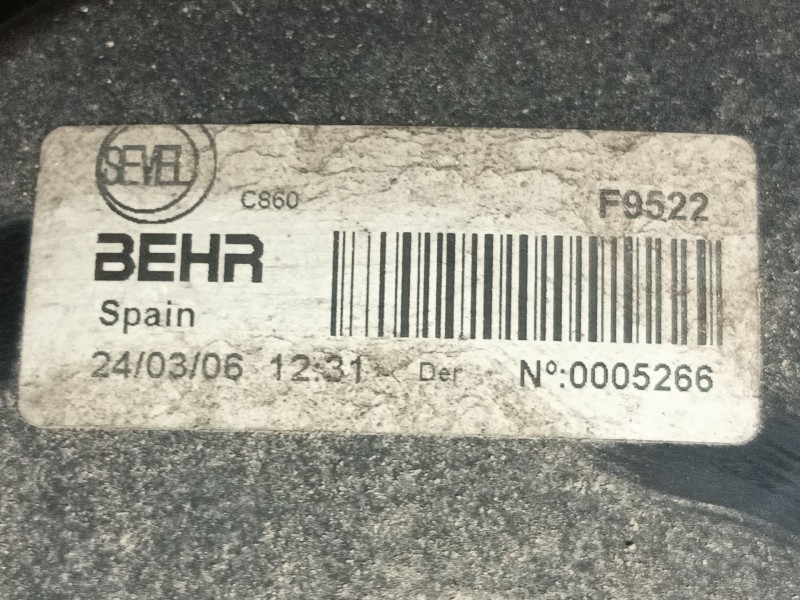 SEVEL
C860
F9522
BEHR
Spain
24/03/06 12:31 Der Nº:0005266